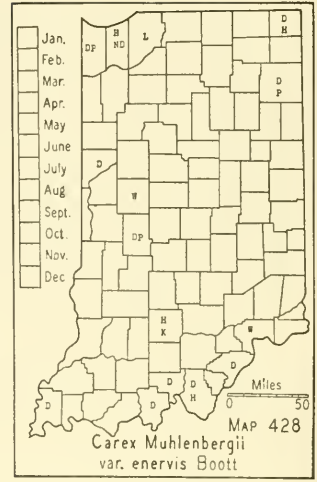 Jan.
Feb.
Mar.
Apr.
May
June
July
Aug
Sept.
Oct.
Nov.
Dec
DP
H
ND
L
D
H
D
P
D
W
DP
H
K
W
D
D
D
H
D
D
Miles
0 50
MAP 428
Carex Muhlenbergii
var. enervis Boott